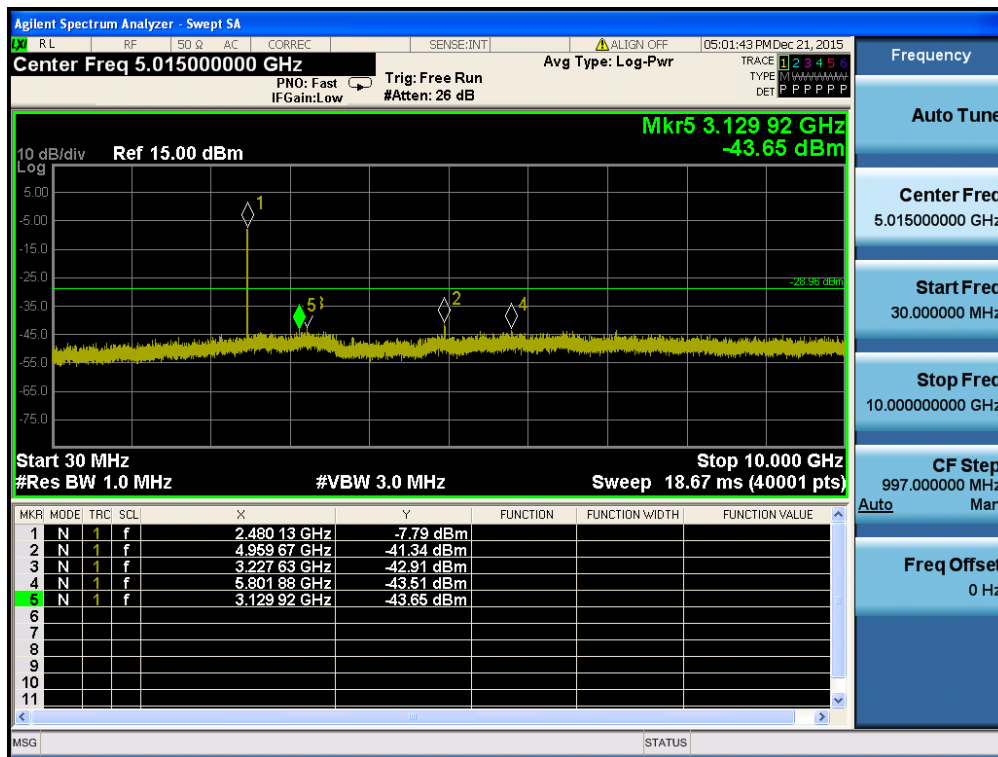 Agilent Spectrum Analyzer - Swept SA
LXI RL RF 50 Ω AC CORREC SENSE:INT ALIGN OFF 05:01:43 PM Dec 21, 2015
Center Freq 5.015000000 GHz
PNO: Fast
IFGain:Low
Trig: Free Run
#Atten: 26 dB
Avg Type: Log-Pwr
TRACE 1 2 3 4 5 6
TYPE M
DET P P P P P P
Mkr5 3.129 92 GHz
-43.65 dBm
10 dB/div Ref 15.00 dBm
Log
5.00
-5.00
-15.0
-25.0
-35.0
-45.0
-55.0
-65.0
-75.0
1
-28.96 dBm
5
2
4
Start 30 MHz
Stop 10.000 GHz
#Res BW 1.0 MHz
#VBW 3.0 MHz
Sweep 18.67 ms (40001 pts)
MKR MODE TRC SCL X Y FUNCTION FUNCTION WIDTH FUNCTION VALUE
1 N 1 f 2.480 13 GHz -7.79 dBm
2 N 1 f 4.959 67 GHz -41.34 dBm
3 N 1 f 3.227 63 GHz -42.91 dBm
4 N 1 f 5.801 88 GHz -43.51 dBm
5 N 1 f 3.129 92 GHz -43.65 dBm
6
7
8
9
10
11
MSG
STATUS
Frequency
Auto Tune
Center Freq
5.015000000 GHz
Start Freq
30.000000 MHz
Stop Freq
10.000000000 GHz
CF Step
997.000000 MHz
Auto Man
Freq Offset
0 Hz